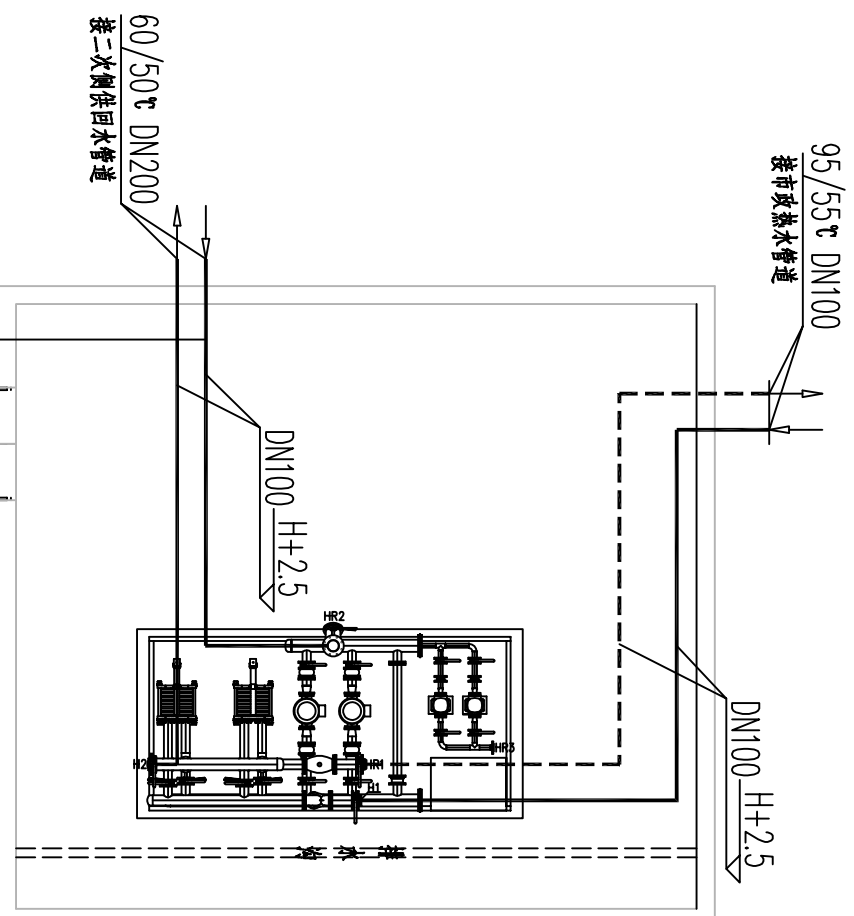 60/50℃ DN200
接二次侧供回水管道
95/55℃ DN100
接市政热水管道
DN100
H+2.5
DN100
H+2.5
HR2
HR3
H2
HR1
H1
排水沟